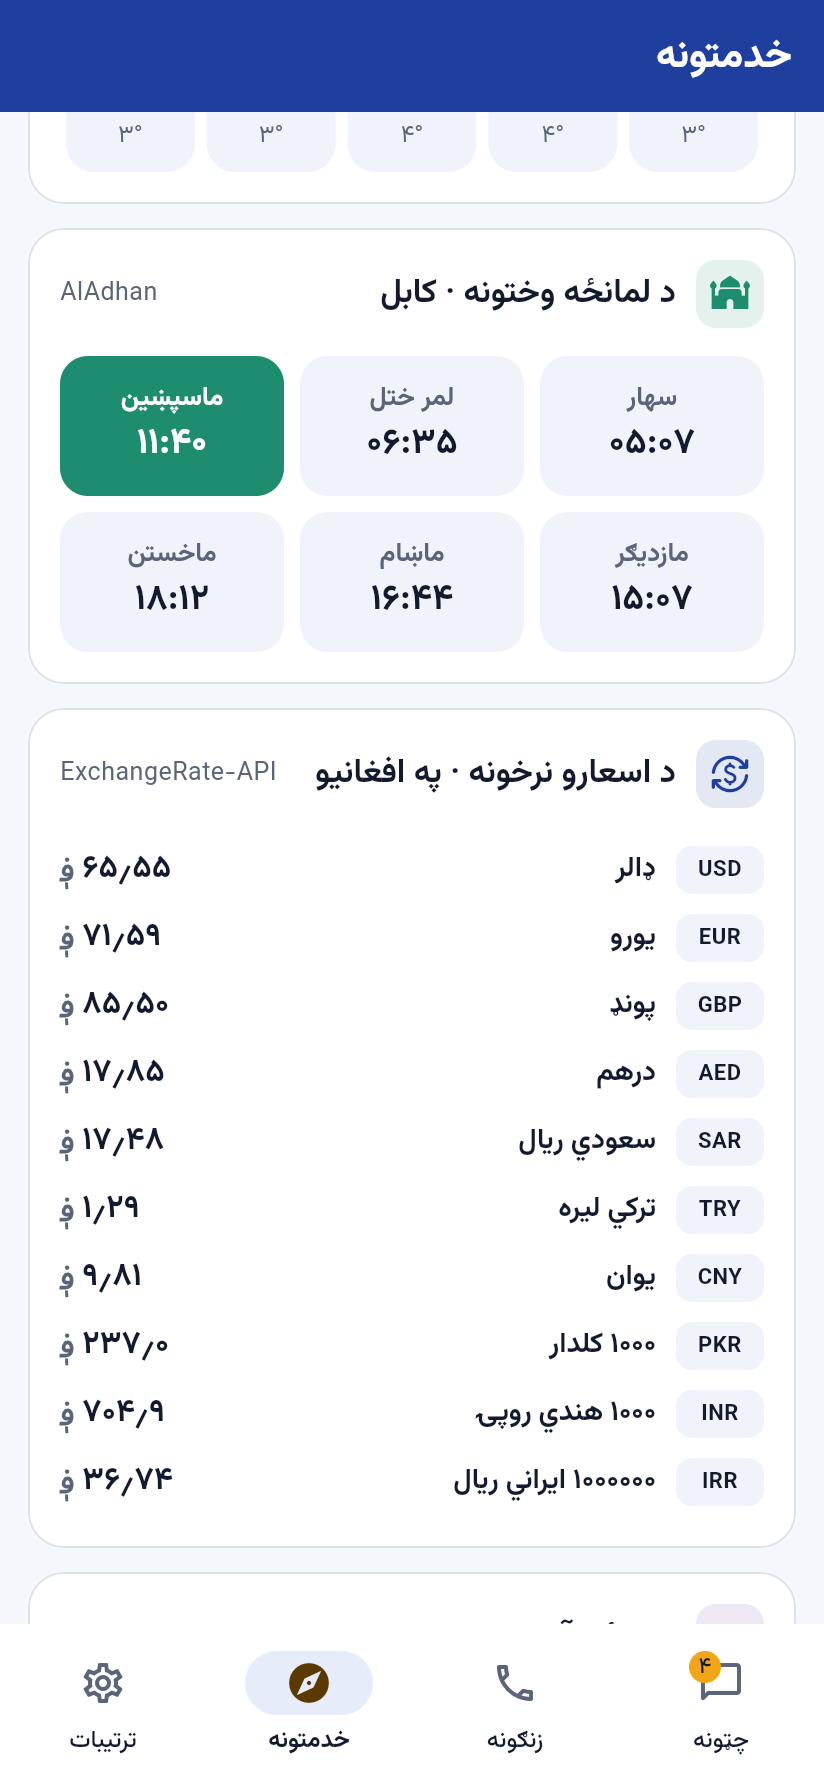 خدمتونه
۳° ۴° ۴° ۳° ۳°
د لمانځه وختونه · کابل
AlAdhan
سهار لمر ختل ماسپښین
۰۵:۰۷ ۰۶:۳۵ ۱۱:۴۰
مازدیګر ماښام ماخستن
۱۵:۰۷ ۱۶:۴۴ ۱۸:۱۲
د اسعارو نرخونه · په افغانیو
ExchangeRate-API
USD ډالر ۶۵٫۵۵ ؋
EUR یورو ۷۱٫۵۹ ؋
GBP پونډ ۸۵٫۵۰ ؋
AED درهم ۱۷٫۸۵ ؋
SAR سعودي ریال ۱۷٫۴۸ ؋
TRY ترکي لیره ۱٫۲۹ ؋
CNY یوان ۹٫۸۱ ؋
PKR ۱۰۰۰ کلدار ۲۳۷٫۰ ؋
INR ۱۰۰۰ هندي روپۍ ۷۰۴٫۹ ؋
IRR ۱۰۰۰۰۰۰ ایراني ریال ۳۶٫۷۴ ؋
۴
چټونه زنګونه خدمتونه ترتیبات